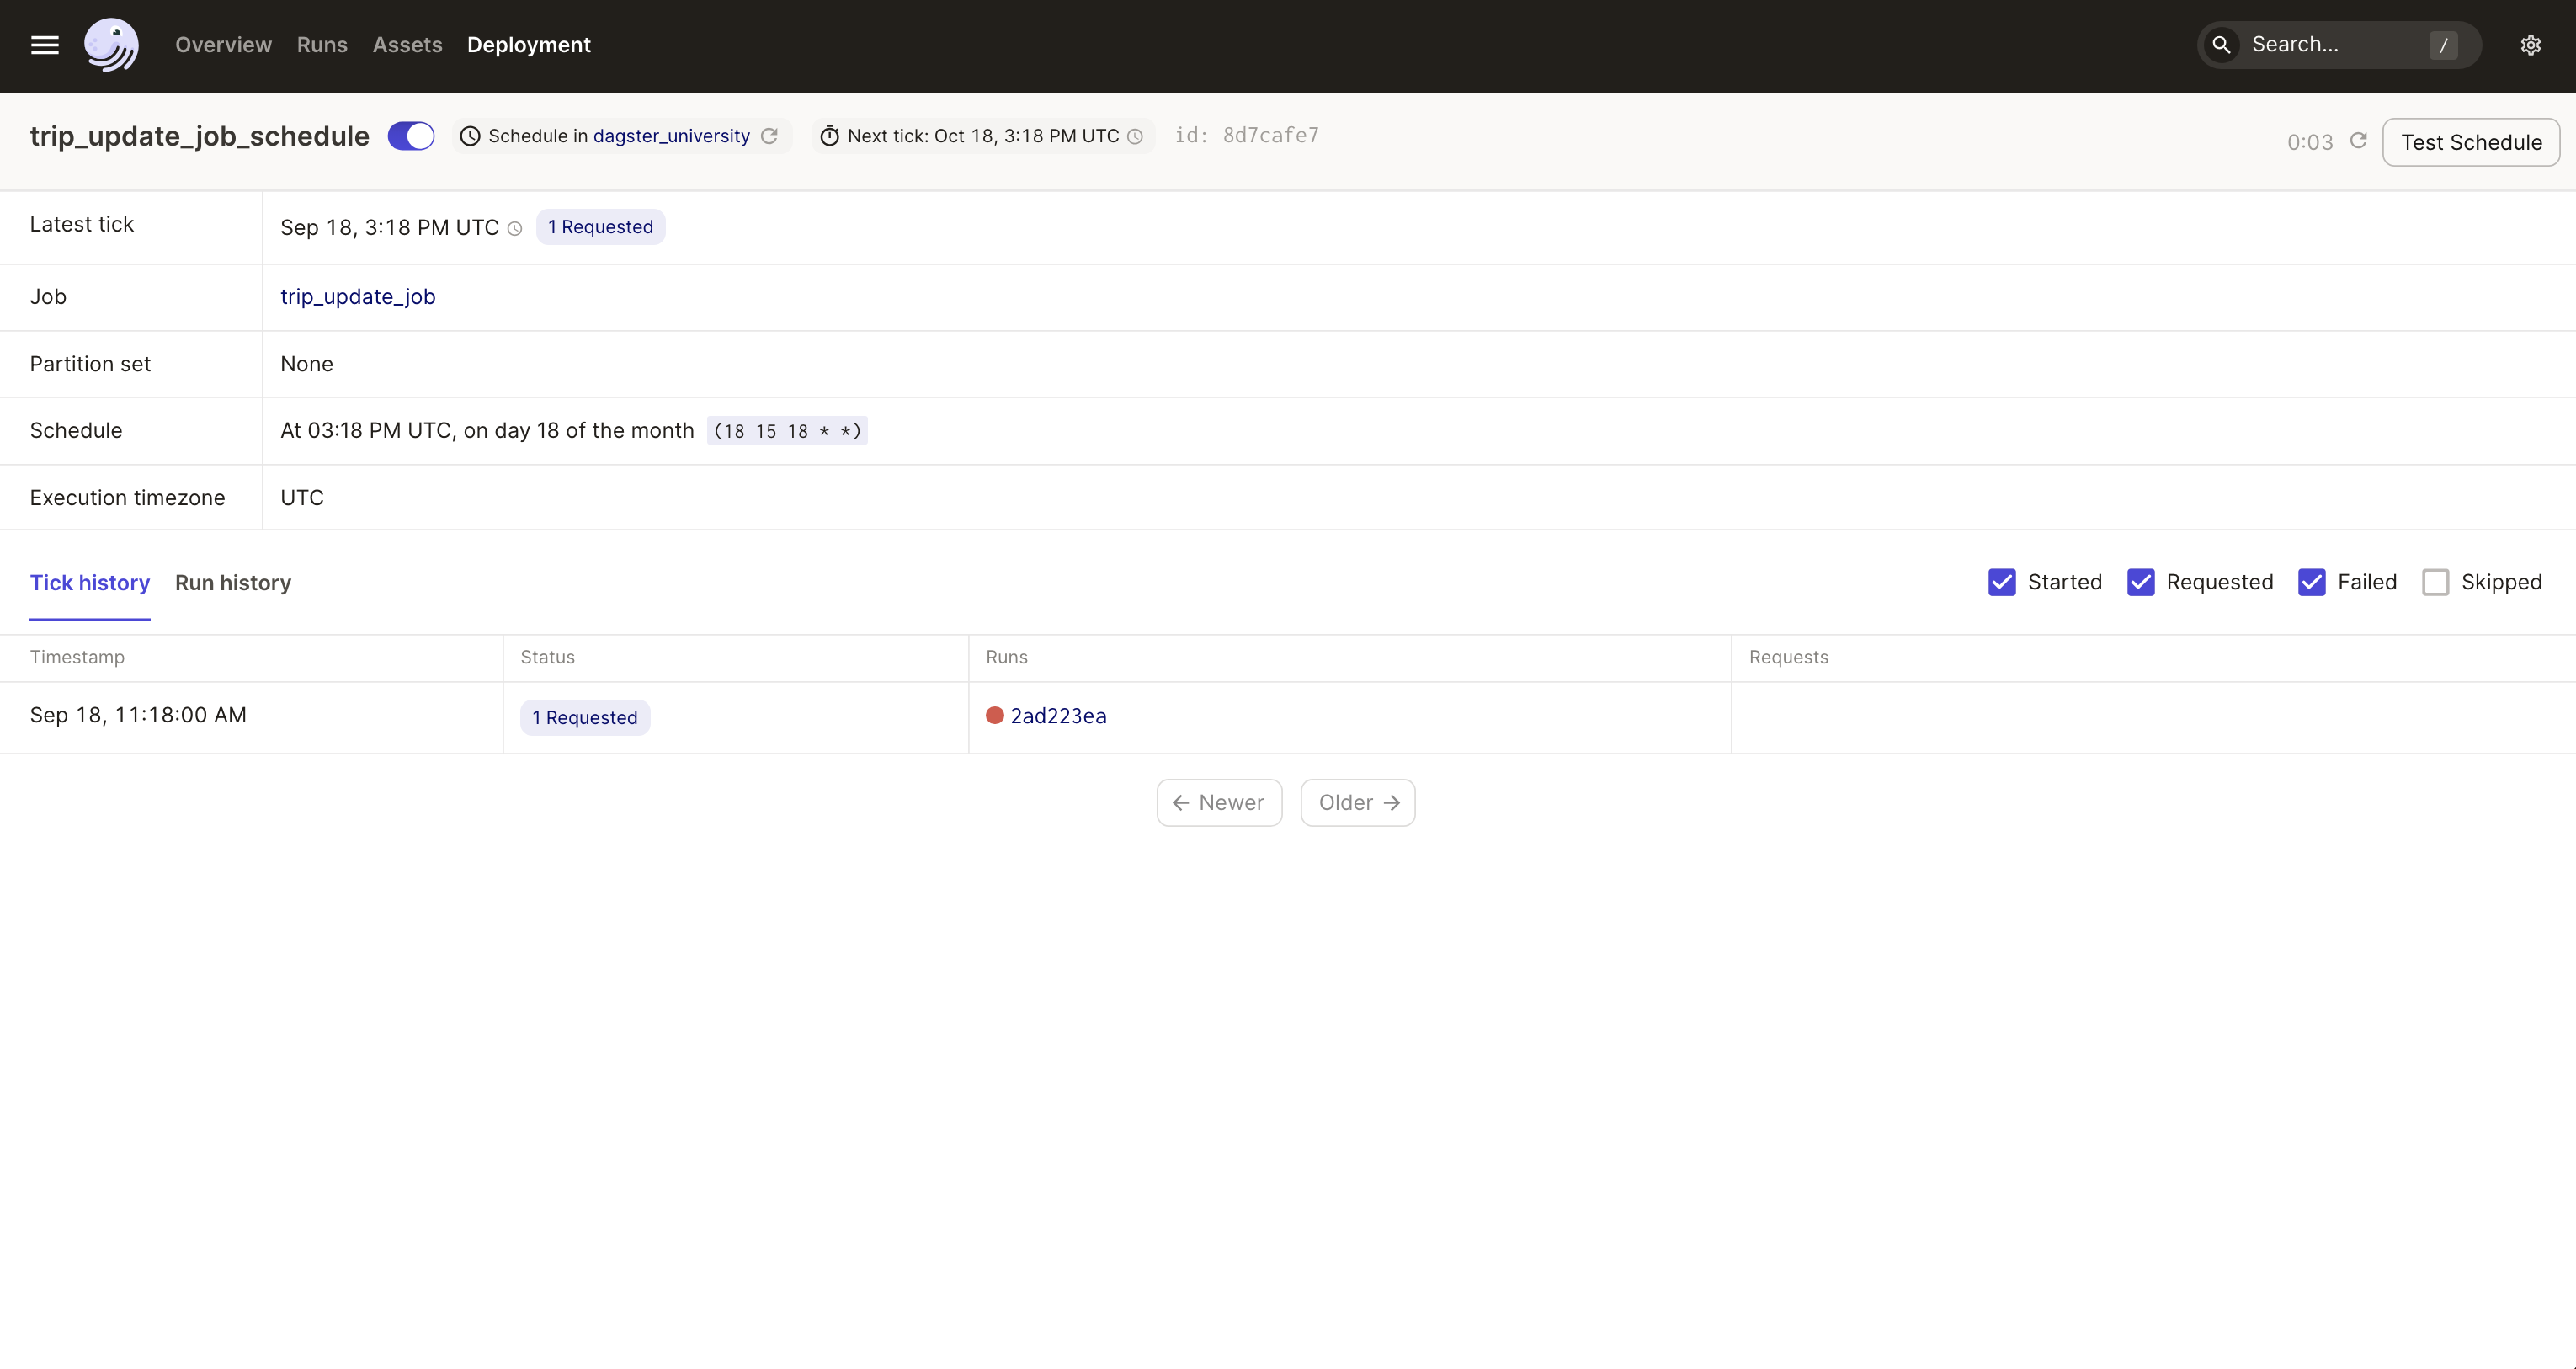 Overview Runs Assets Deployment Search... /
trip_update_job_schedule Schedule in dagster_university Next tick: Oct 18, 3:18 PM UTC id: 8d7cafe7 0:03 Test Schedule
Latest tick Sep 18, 3:18 PM UTC 1 Requested
Job trip_update_job
Partition set None
Schedule At 03:18 PM UTC, on day 18 of the month (18 15 18 * *)
Execution timezone UTC
Tick history Run history Started Requested Failed Skipped
Timestamp Status Runs Requests
Sep 18, 11:18:00 AM 1 Requested 2ad223ea
← Newer Older →